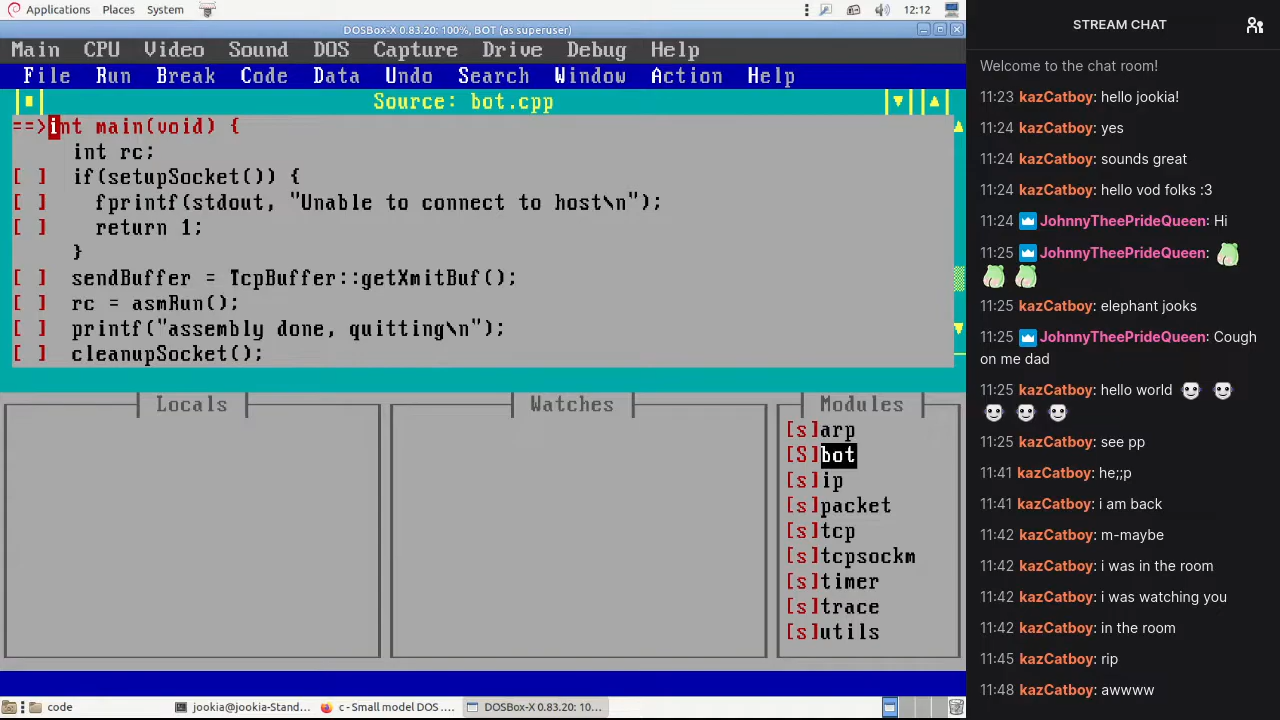 Applications Places System
12:12
DOSBox-X 0.83.20: 100%, BOT (as superuser)
Main CPU Video Sound DOS Capture Drive Debug Help
File Run Break Code Data Undo Search Window Action Help
Source: bot.cpp
==>int main(void) {
int rc;
[ ] if(setupSocket()) {
[ ] fprintf(stdout, "Unable to connect to host\n");
[ ] return 1;
}
[ ] sendBuffer = TcpBuffer::getXmitBuf();
[ ] rc = asmRun();
[ ] printf("assembly done, quitting\n");
[ ] cleanupSocket();
Locals
Watches
Modules
[s]arp
[S]bot
[s]ip
[s]packet
[s]tcp
[s]tcpsockm
[s]timer
[s]trace
[s]utils
code
jookia@jookia-Stand...
c - Small model DOS ....
DOSBox-X 0.83.20: 10...
STREAM CHAT
Welcome to the chat room!
11:23 kazCatboy: hello jookia!
11:24 kazCatboy: yes
11:24 kazCatboy: sounds great
11:24 kazCatboy: hello vod folks :3
11:24 JohnnyTheePrideQueen: Hi
11:25 JohnnyTheePrideQueen:
11:25 kazCatboy: elephant jooks
11:25 JohnnyTheePrideQueen: Cough
on me dad
11:25 kazCatboy: hello world
11:25 kazCatboy: see pp
11:41 kazCatboy: he;;p
11:41 kazCatboy: i am back
11:42 kazCatboy: m-maybe
11:42 kazCatboy: i was in the room
11:42 kazCatboy: i was watching you
11:42 kazCatboy: in the room
11:45 kazCatboy: rip
11:48 kazCatboy: awwww